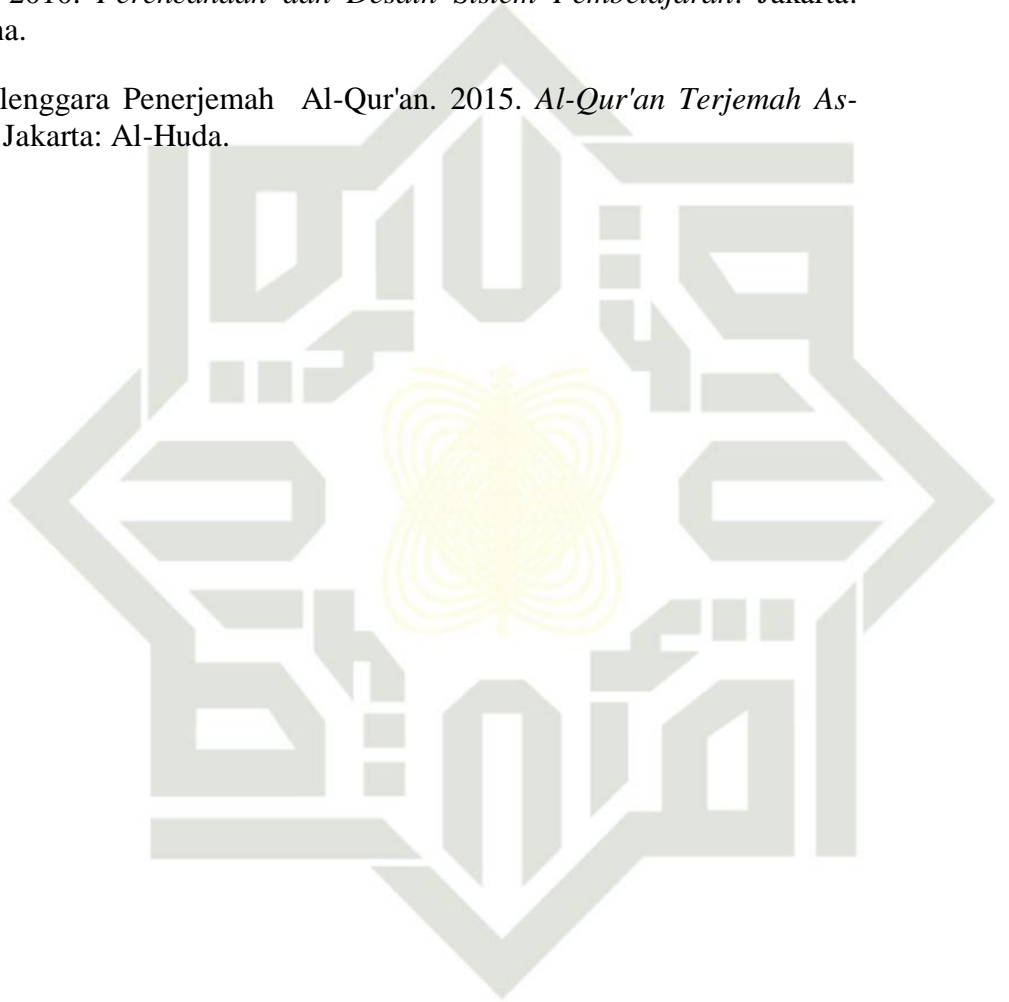 2016. Perencanaan dan Desain Sistem Pembelajaran. Jakarta:
na.
lenggara Penerjemah Al-Qur'an. 2015. Al-Qur'an Terjemah As-
Jakarta: Al-Huda.